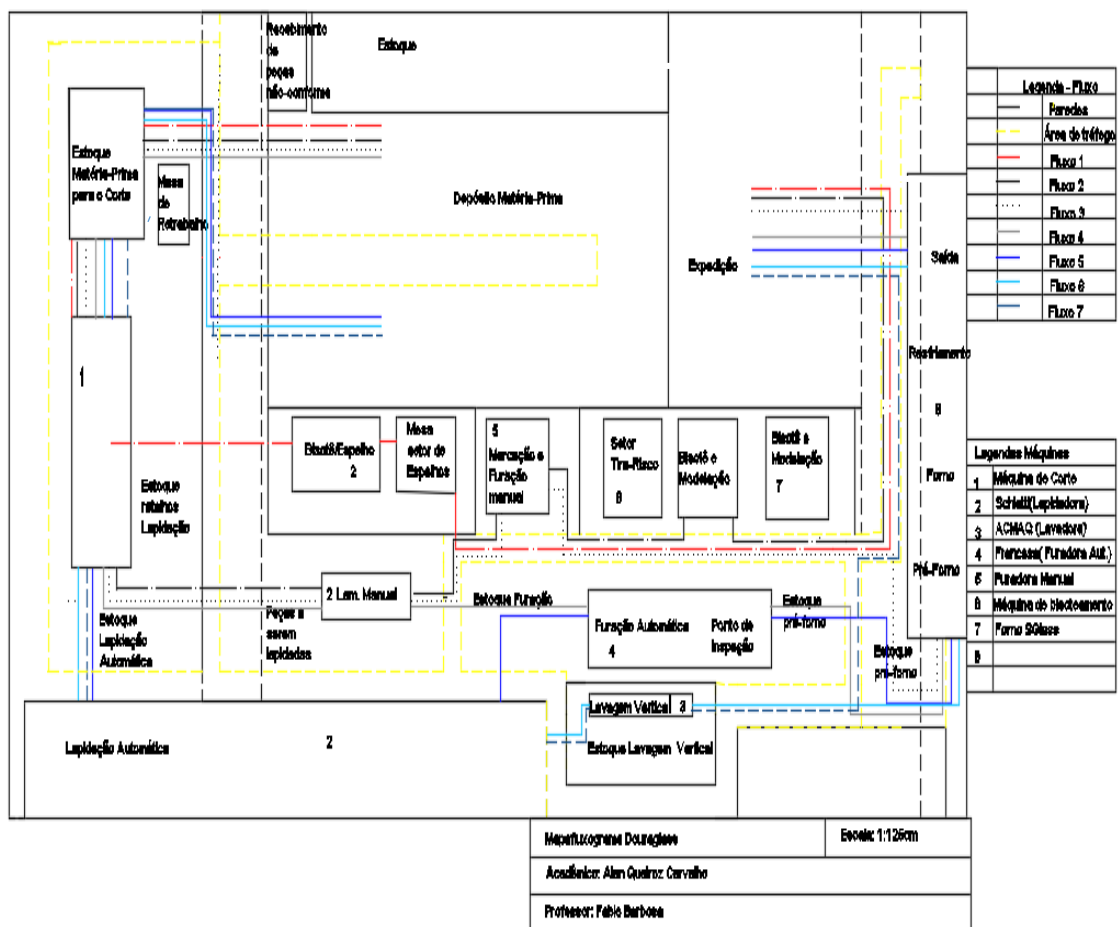 Recebimento
de
peças
não-conforme
Estoque
Estoque
Matéria-Prima
para o Corte
Mesa
de
Retrabalho
Depósito Matéria-Prima
Expedição
Saída
Resfriamento
8
Forno
Pré-Forno
1
Bisotê/Espelho
2
Mesa
setor de
Espelhos
5
Marcação e
Furação
manual
Setor
Tira-Risco
6
Bisotê e
Modelação
Bisotê e
Modelação
7
Estoque
retalhos
Lapidação
2 Lam. Manual
Estoque
Lapidação
Automática
Peças a
serem
lapidadas
Estoque Furação
Furação Automática
4
Ponto de
Inspeção
Estoque
pré-forno
Estoque
pré-forno
Lavagem Vertical
3
Estoque Lavagem Vertical
Lapidação Automática
2
Legenda - Fluxo
Paredes
Área de tráfego
Fluxo 1
Fluxo 2
Fluxo 3
Fluxo 4
Fluxo 5
Fluxo 6
Fluxo 7
Legendas Máquinas
1 Máquina de Corte
2 Schiatti(Lapidadora)
3 ACMAQ (Lavadora)
4 Francesa( Furadora Aut.)
5 Furadora Manual
6 Máquina de bisoteamento
7 Forno SGlass
8
Mapafluxograma Douraglass
Escala: 1:125cm
Acadêmico: Alan Queiroz Carvalho
Professor: Fabio Barbosa